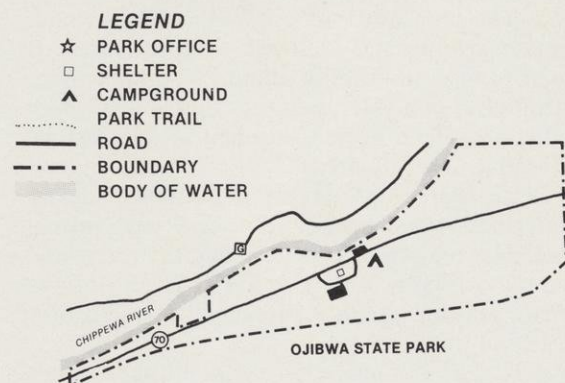 LEGEND
PARK OFFICE
SHELTER
CAMPGROUND
PARK TRAIL
ROAD
BOUNDARY
BODY OF WATER
G
CHIPPEWA RIVER
70
OJIBWA STATE PARK